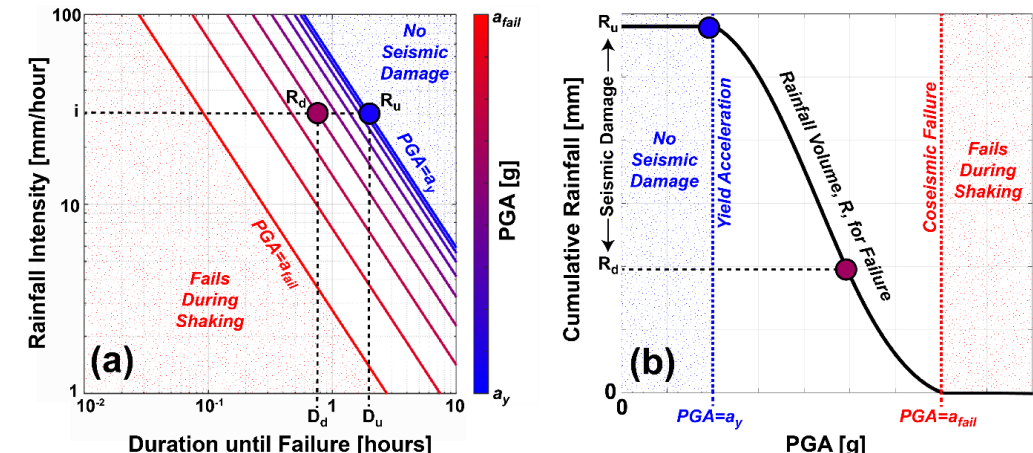 100
i
10
1
Rainfall Intensity [mm/hour]
No
Seismic
Damage
R_d
R_u
PGA=a_y
PGA=a_fail
Fails
During
Shaking
(a)
10^-2
10^-1
D_d
1
D_u
10
Duration until Failure [hours]
a_fail
PGA [g]
a_y
R_u
Seismic Damage
R_d
0
Cumulative Rainfall [mm]
No
Seismic
Damage
Yield Acceleration
Rainfall Volume, R, for Failure
Coseismic Failure
Fails
During
Shaking
(b)
0
PGA=a_y
PGA=a_fail
PGA [g]